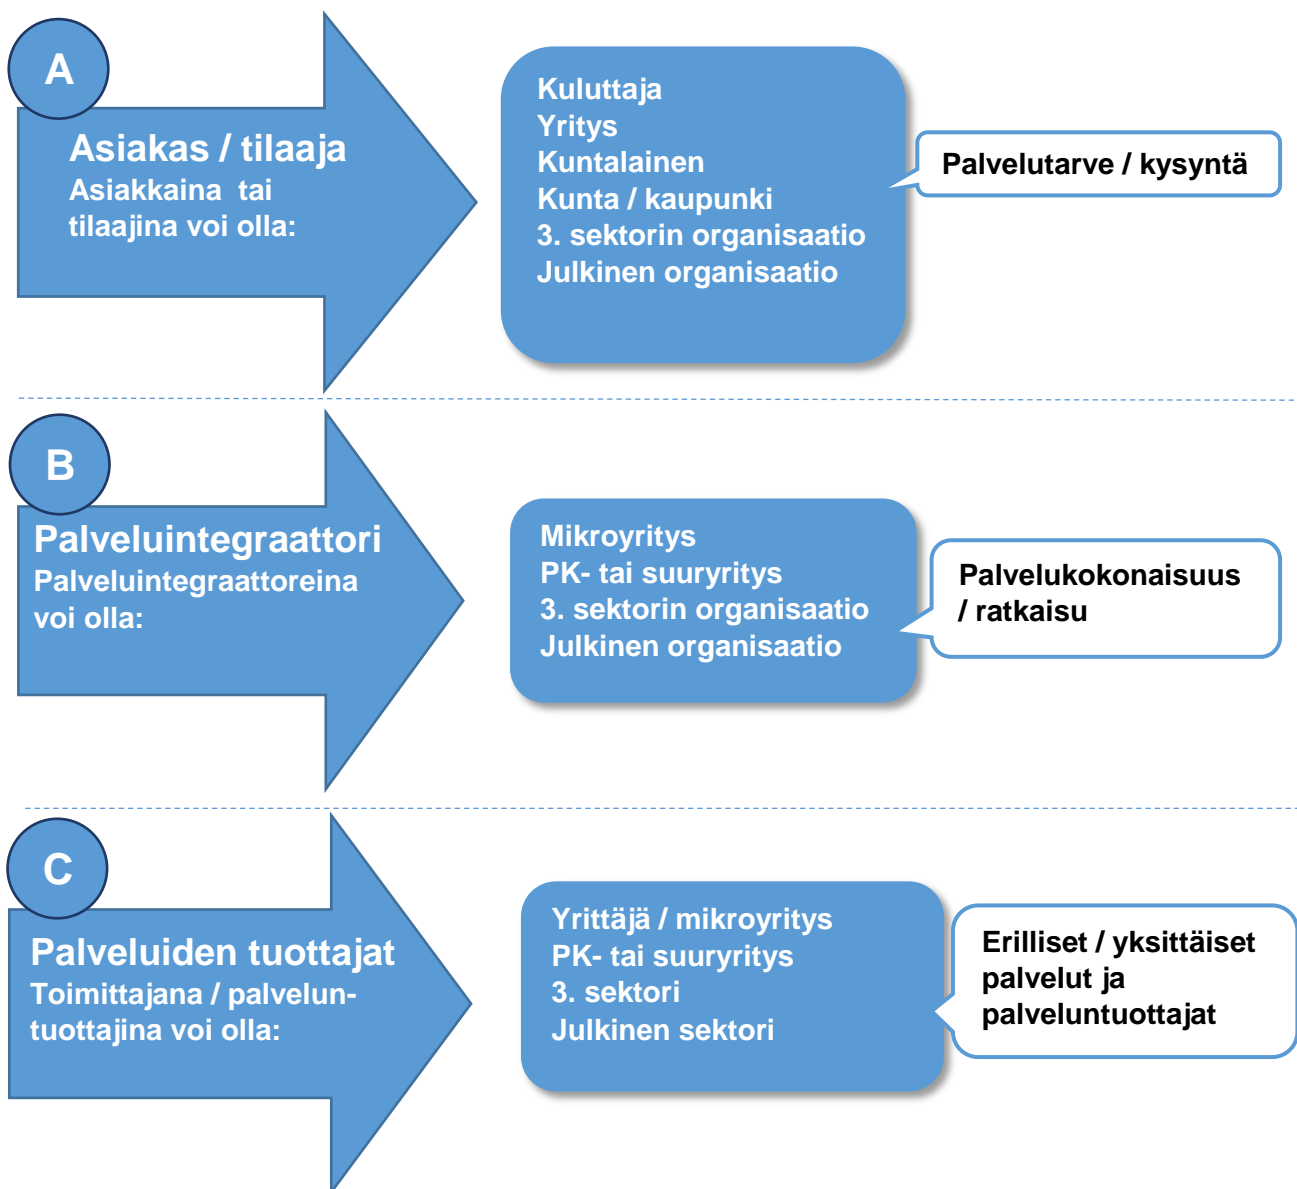 A
Asiakas / tilaaja
Asiakkaina tai
tilaajina voi olla:
Kuluttaja
Yritys
Kuntalainen
Kunta / kaupunki
3. sektorin organisaatio
Julkinen organisaatio
Palvelutarve / kysyntä
B
Palveluintegraattori
Palveluintegraattoreina
voi olla:
Mikroyritys
PK- tai suuryritys
3. sektorin organisaatio
Julkinen organisaatio
Palvelukokonaisuus
/ ratkaisu
C
Palveluiden tuottajat
Toimittajana / palvelun-
tuottajina voi olla:
Yrittäjä / mikroyritys
PK- tai suuryritys
3. sektori
Julkinen sektori
Erilliset / yksittäiset
palvelut ja
palveluntuottajat